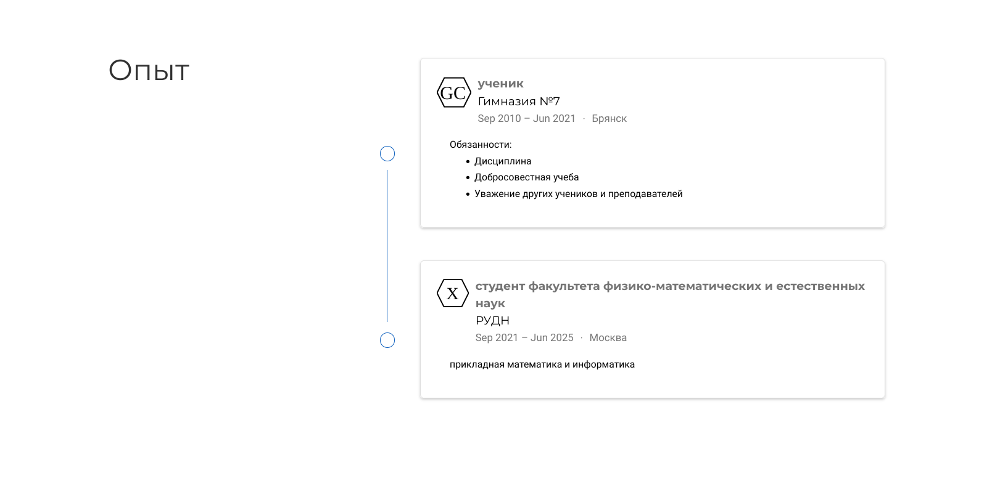 Опыт
GC
ученик
Гимназия №7
Sep 2010 – Jun 2021 · Брянск
Обязанности:
• Дисциплина
• Добросовестная учеба
• Уважение других учеников и преподавателей
X
студент факультета физико-математических и естественных
наук
РУДН
Sep 2021 – Jun 2025 · Москва
прикладная математика и информатика